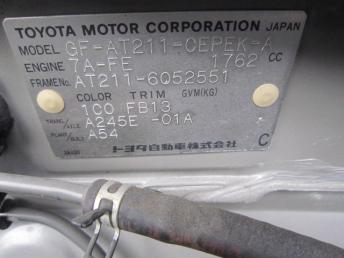 TOYOTA MOTOR CORPORATION JAPAN
MODEL GF-AT211-CEPEK-A
ENGINE 7A-FE 1762 CC
FRAME No. AT211-6052551
COLOR TRIM GVM(KG)
1C0 FB13
TRANS./AXLE A245E -01A
PLANT/BUILT A54
トヨタ自動車株式会社 C